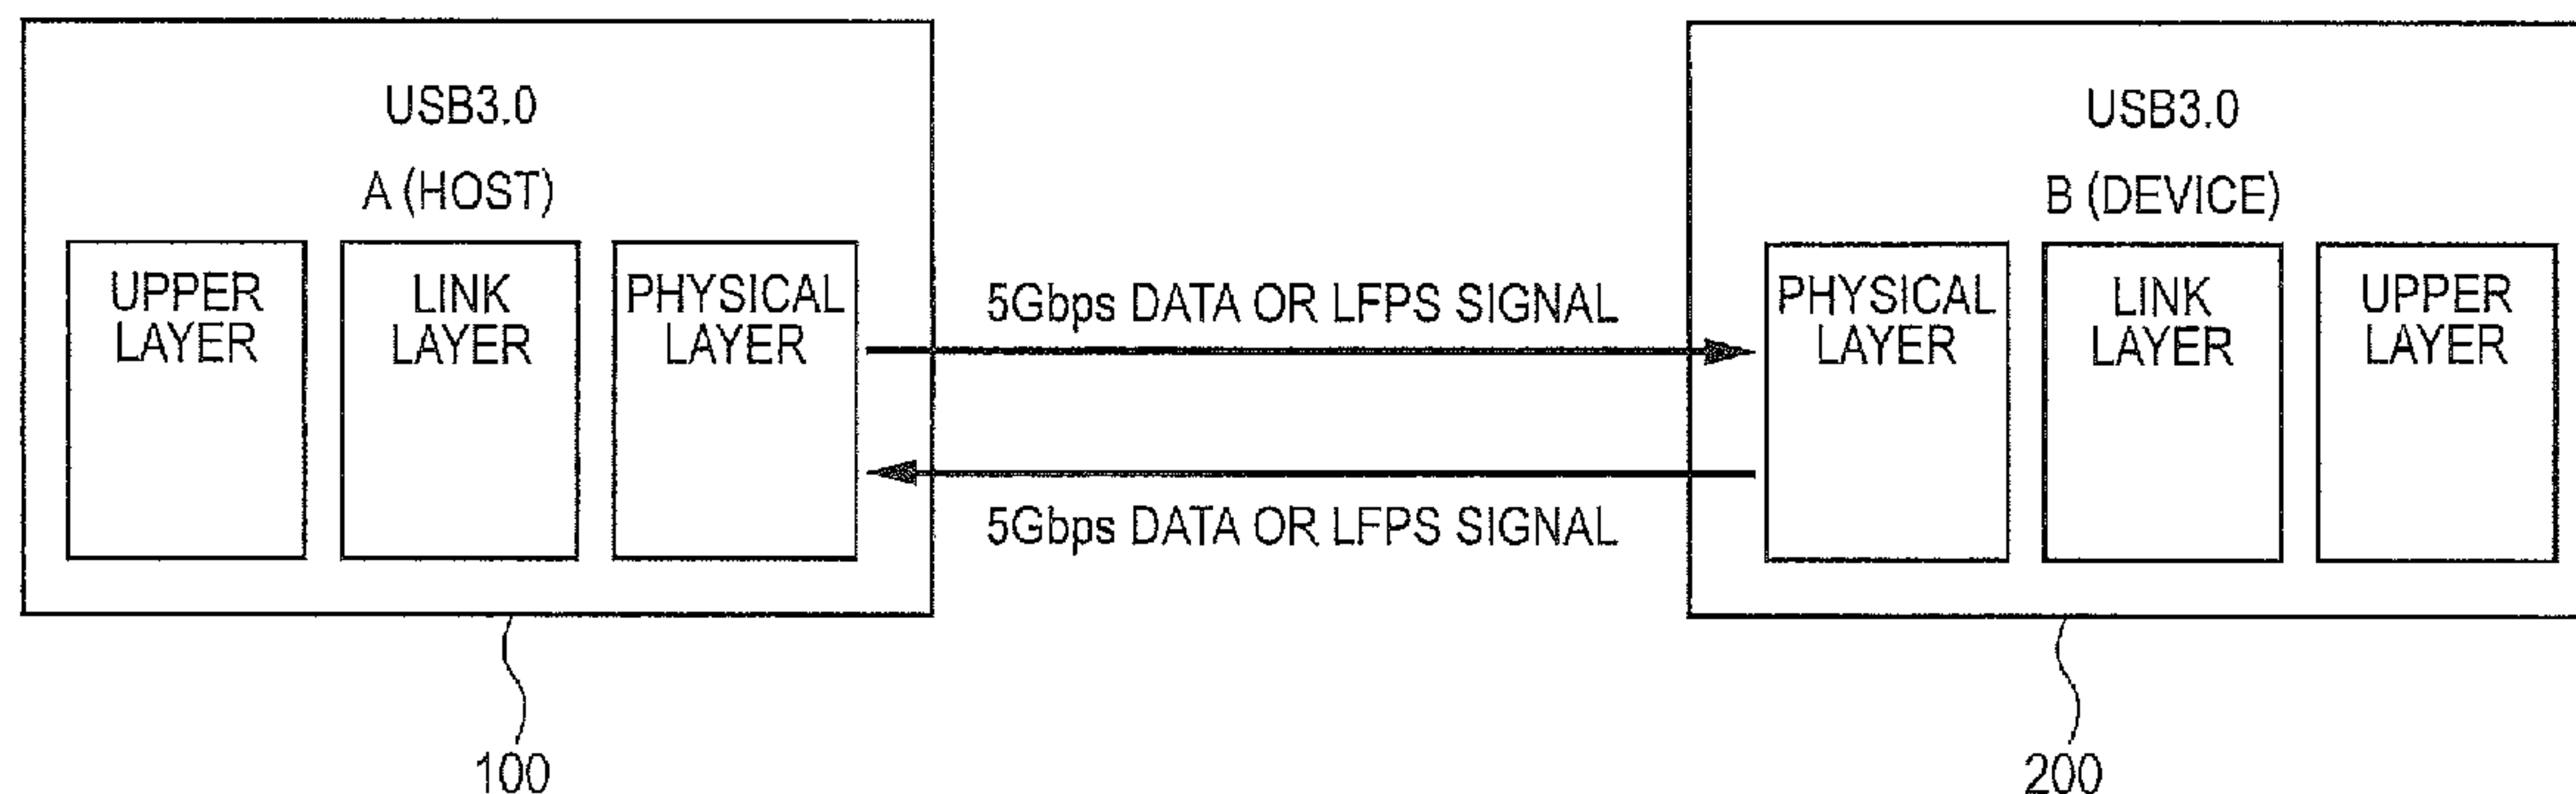 USB3.0
A (HOST)
UPPER
LAYER
LINK
LAYER
PHYSICAL
LAYER
5Gbps DATA OR LFPS SIGNAL
5Gbps DATA OR LFPS SIGNAL
USB3.0
B (DEVICE)
PHYSICAL
LAYER
LINK
LAYER
UPPER
LAYER
100
200